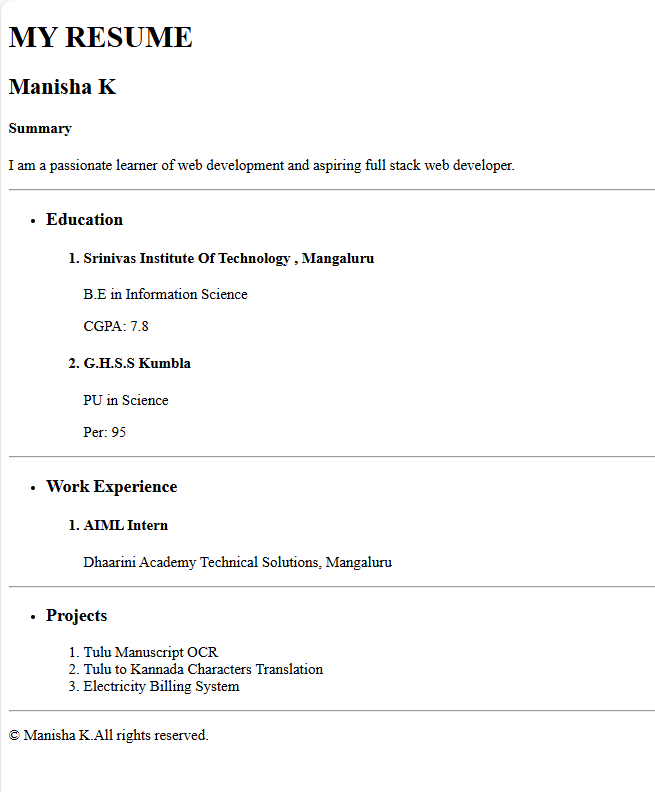 MY RESUME
Manisha K
Summary
I am a passionate learner of web development and aspiring full stack web developer.
• Education
1. Srinivas Institute Of Technology , Mangaluru
B.E in Information Science
CGPA: 7.8
2. G.H.S.S Kumbla
PU in Science
Per: 95
• Work Experience
1. AIML Intern
Dhaarini Academy Technical Solutions, Mangaluru
• Projects
1. Tulu Manuscript OCR
2. Tulu to Kannada Characters Translation
3. Electricity Billing System
© Manisha K.All rights reserved.